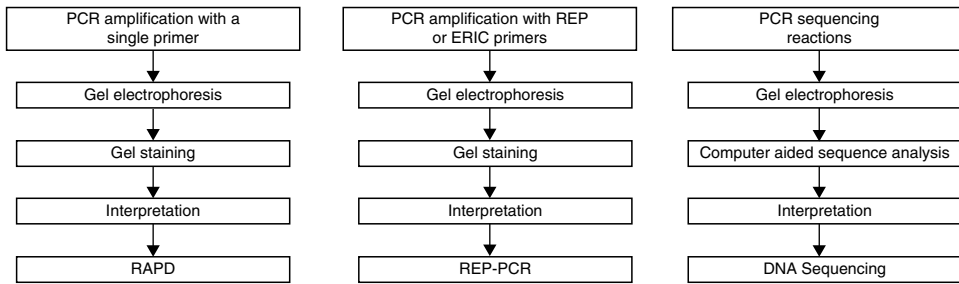 PCR amplification with a
single primer
Gel electrophoresis
Gel staining
Interpretation
RAPD
PCR amplification with REP
or ERIC primers
Gel electrophoresis
Gel staining
Interpretation
REP-PCR
PCR sequencing
reactions
Gel electrophoresis
Computer aided sequence analysis
Interpretation
DNA Sequencing